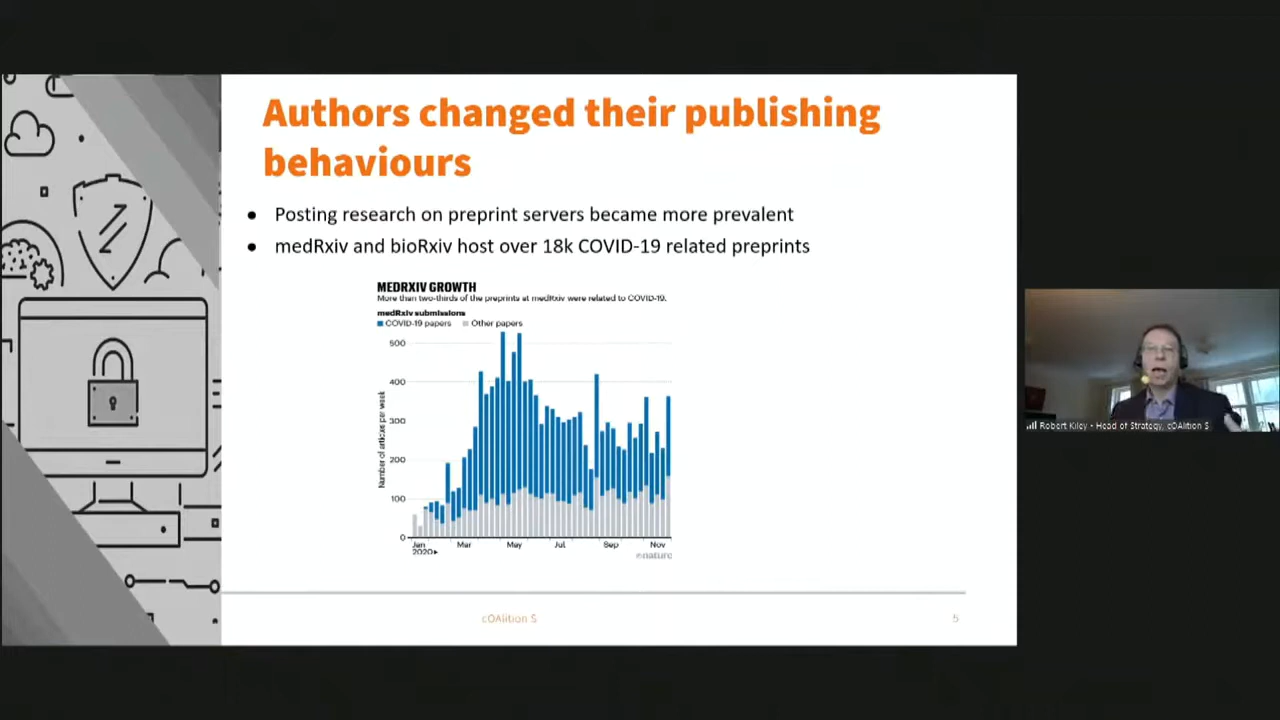 Authors changed their publishing
behaviours
● Posting research on preprint servers became more prevalent
● medRxiv and bioRxiv host over 18k COVID-19 related preprints
MEDRXIV GROWTH
More than two-thirds of the preprints at medRxiv were related to COVID-19.
medRxiv submissions
COVID-19 papers Other papers
500
400
300
200
100
0
Number of articles per week
Jan Mar May Jul Sep Nov
2020
©nature
cOAlition S
5
Robert Kiley - Head of Strategy, cOAlition S